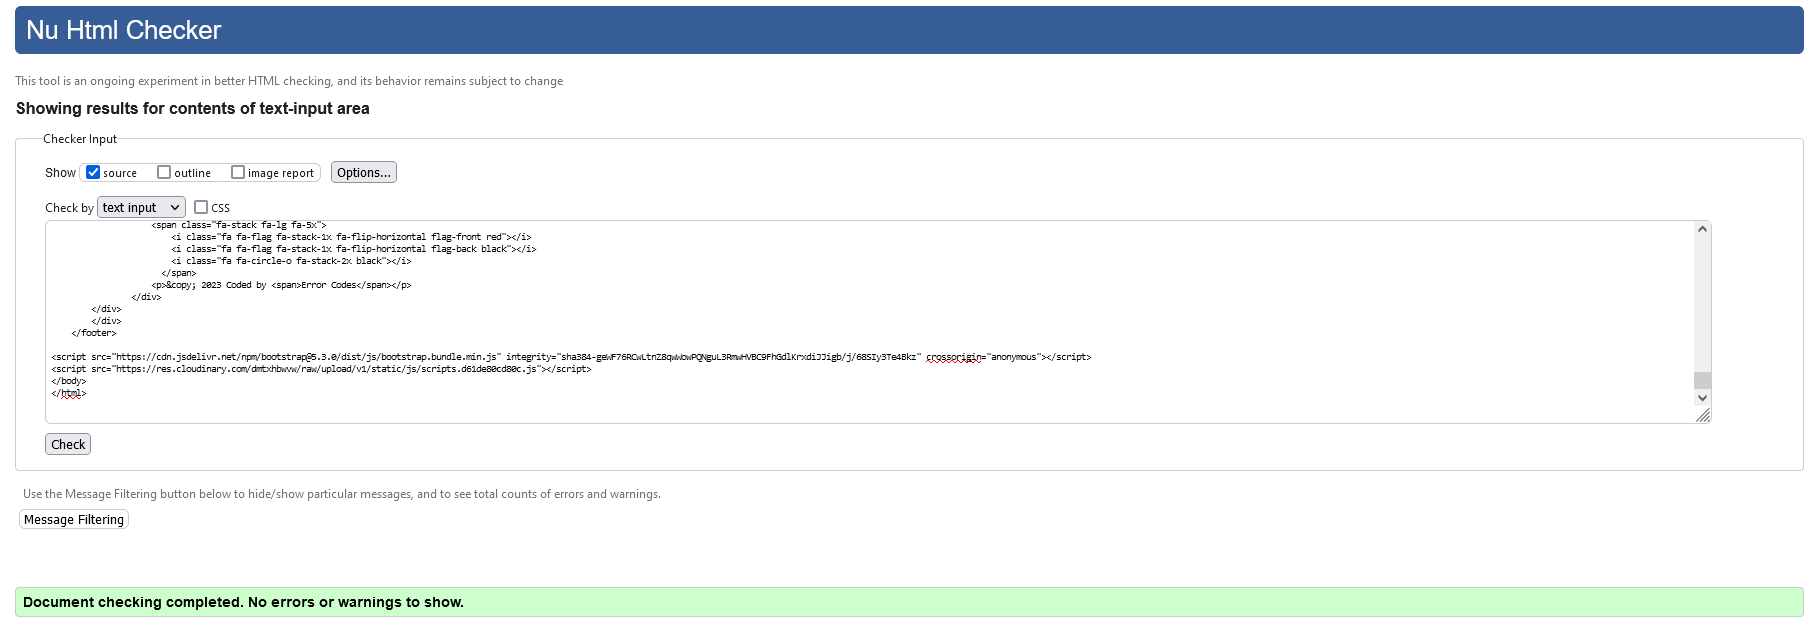 Nu Html Checker
This tool is an ongoing experiment in better HTML checking, and its behavior remains subject to change
Showing results for contents of text-input area
Checker Input
Show source outline image report Options...
Check by text input CSS
<span class="fa-stack fa-lg fa-5x">
<i class="fa fa-flag fa-stack-1x fa-flip-horizontal flag-front red"></i>
<i class="fa fa-flag fa-stack-1x fa-flip-horizontal flag-back black"></i>
<i class="fa fa-circle-o fa-stack-2x black"></i>
</span>
<p>&copy; 2023 Coded by <span>Error Codes</span></p>
</div>
</div>
</div>
</footer>
<script src="https://cdn.jsdelivr.net/npm/bootstrap@5.3.0/dist/js/bootstrap.bundle.min.js" integrity="sha384-geWF76RCwLtnZ8qwWowPQNguL3RmwHVBC9FhGdlKrxdiJJigb/j/68SIy3Te4Bkz" crossorigin="anonymous"></script>
<script src="https://res.cloudinary.com/dmtxhbwvw/raw/upload/v1/static/js/scripts.d61de80cd80c.js"></script>
</body>
</html>
Check
Use the Message Filtering button below to hide/show particular messages, and to see total counts of errors and warnings.
Message Filtering
Document checking completed. No errors or warnings to show.